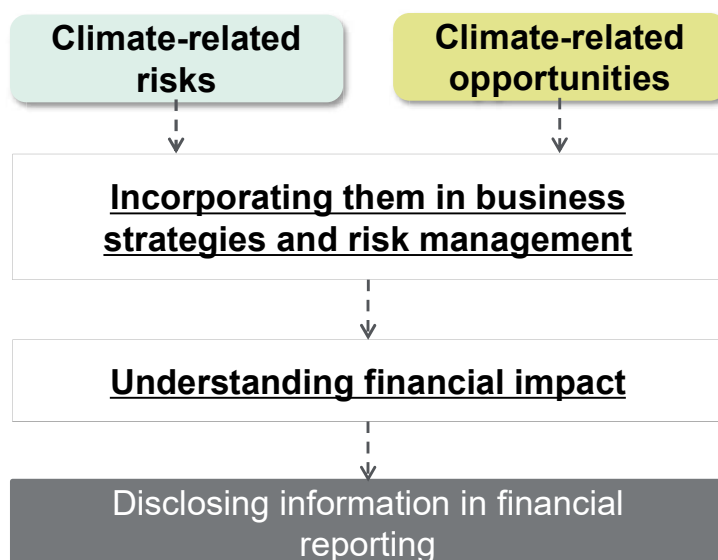 Climate-related
risks
Climate-related
opportunities
Incorporating them in business
strategies and risk management
Understanding financial impact
Disclosing information in financial
reporting